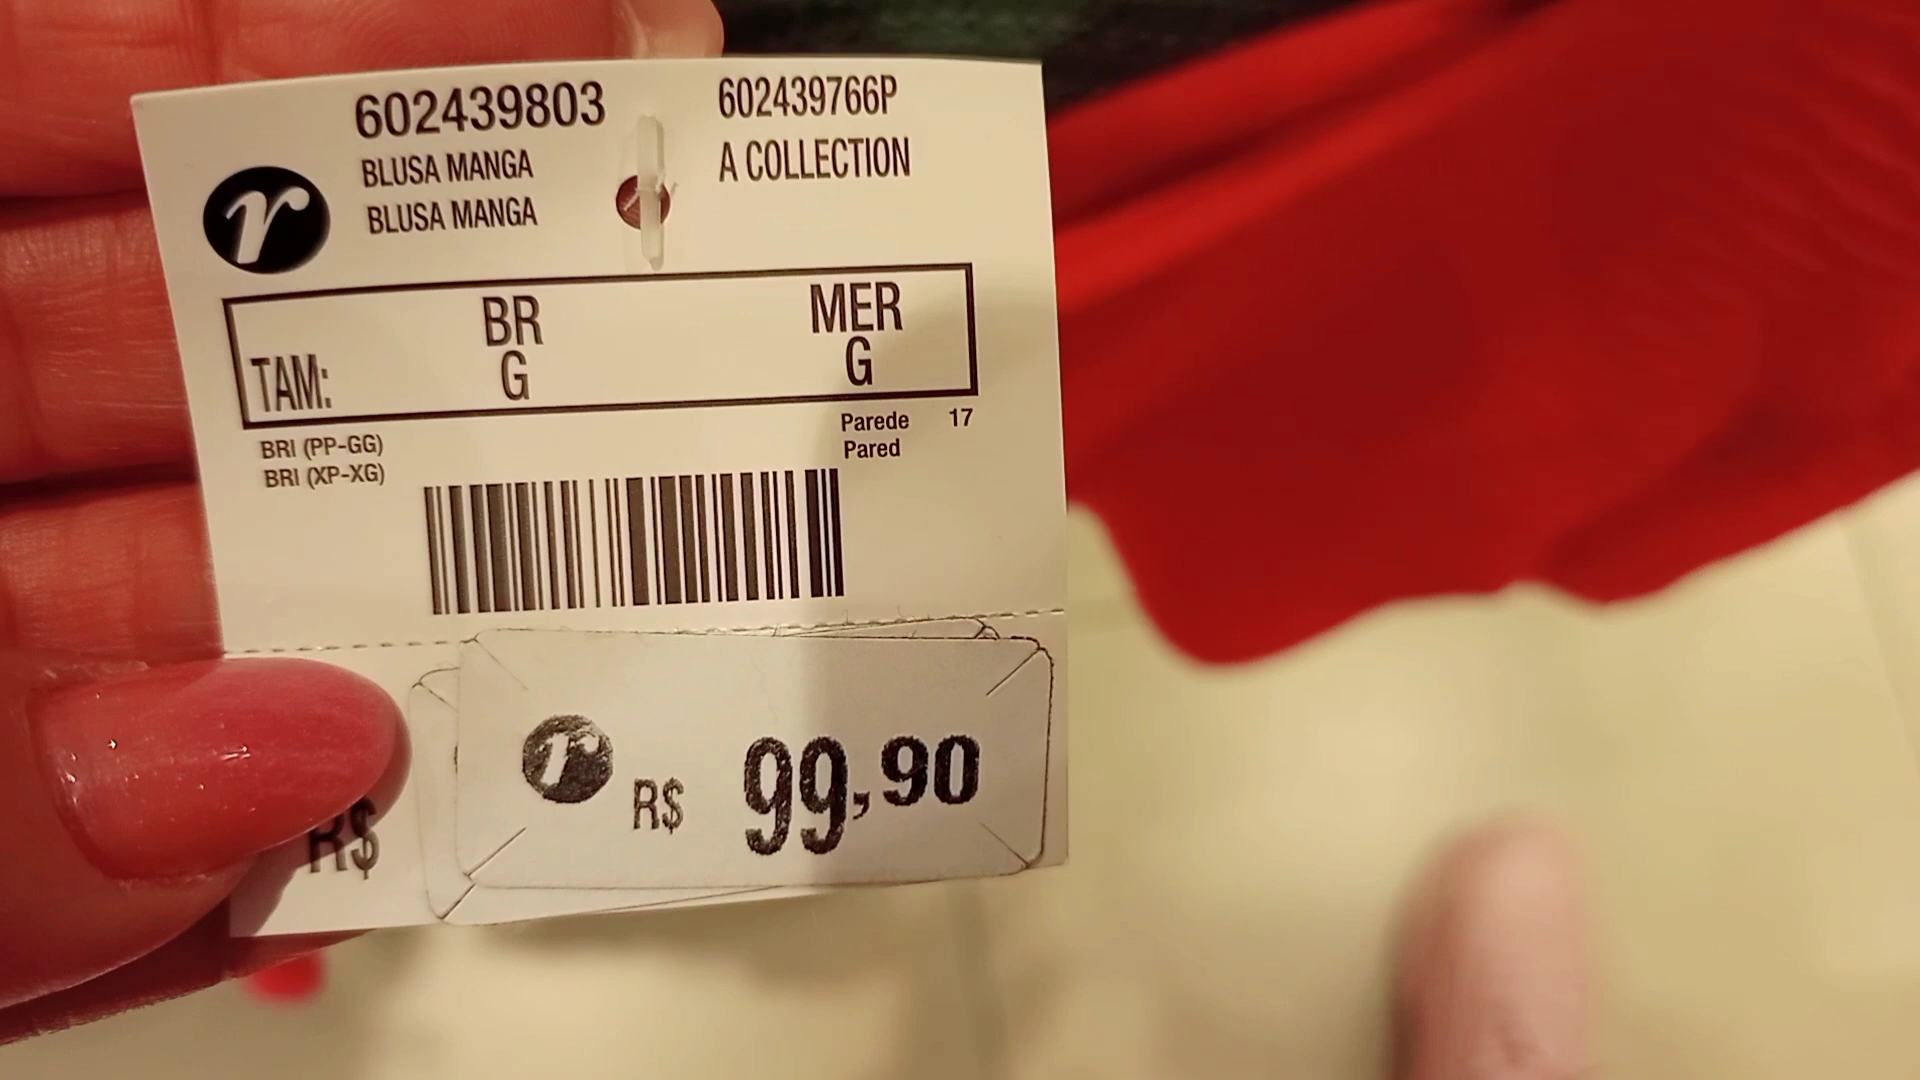 602439803
BLUSA MANGA
BLUSA MANGA
602439766P
A COLLECTION
r
BR MER
TAM: G G
BRI (PP-GG)
BRI (XP-XG)
Parede 17
Pared
r R$ 99,90
R$